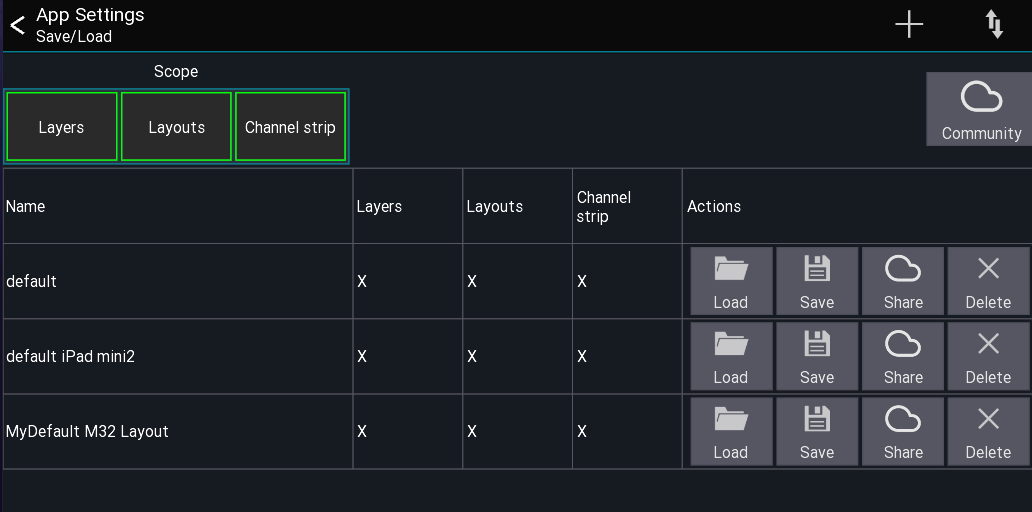 App Settings
Save/Load
Scope
Layers Layouts Channel strip
Community
Name Layers Layouts Channel strip Actions
default X X X Load Save Share Delete
default iPad mini2 X X X Load Save Share Delete
MyDefault M32 Layout X X X Load Save Share Delete